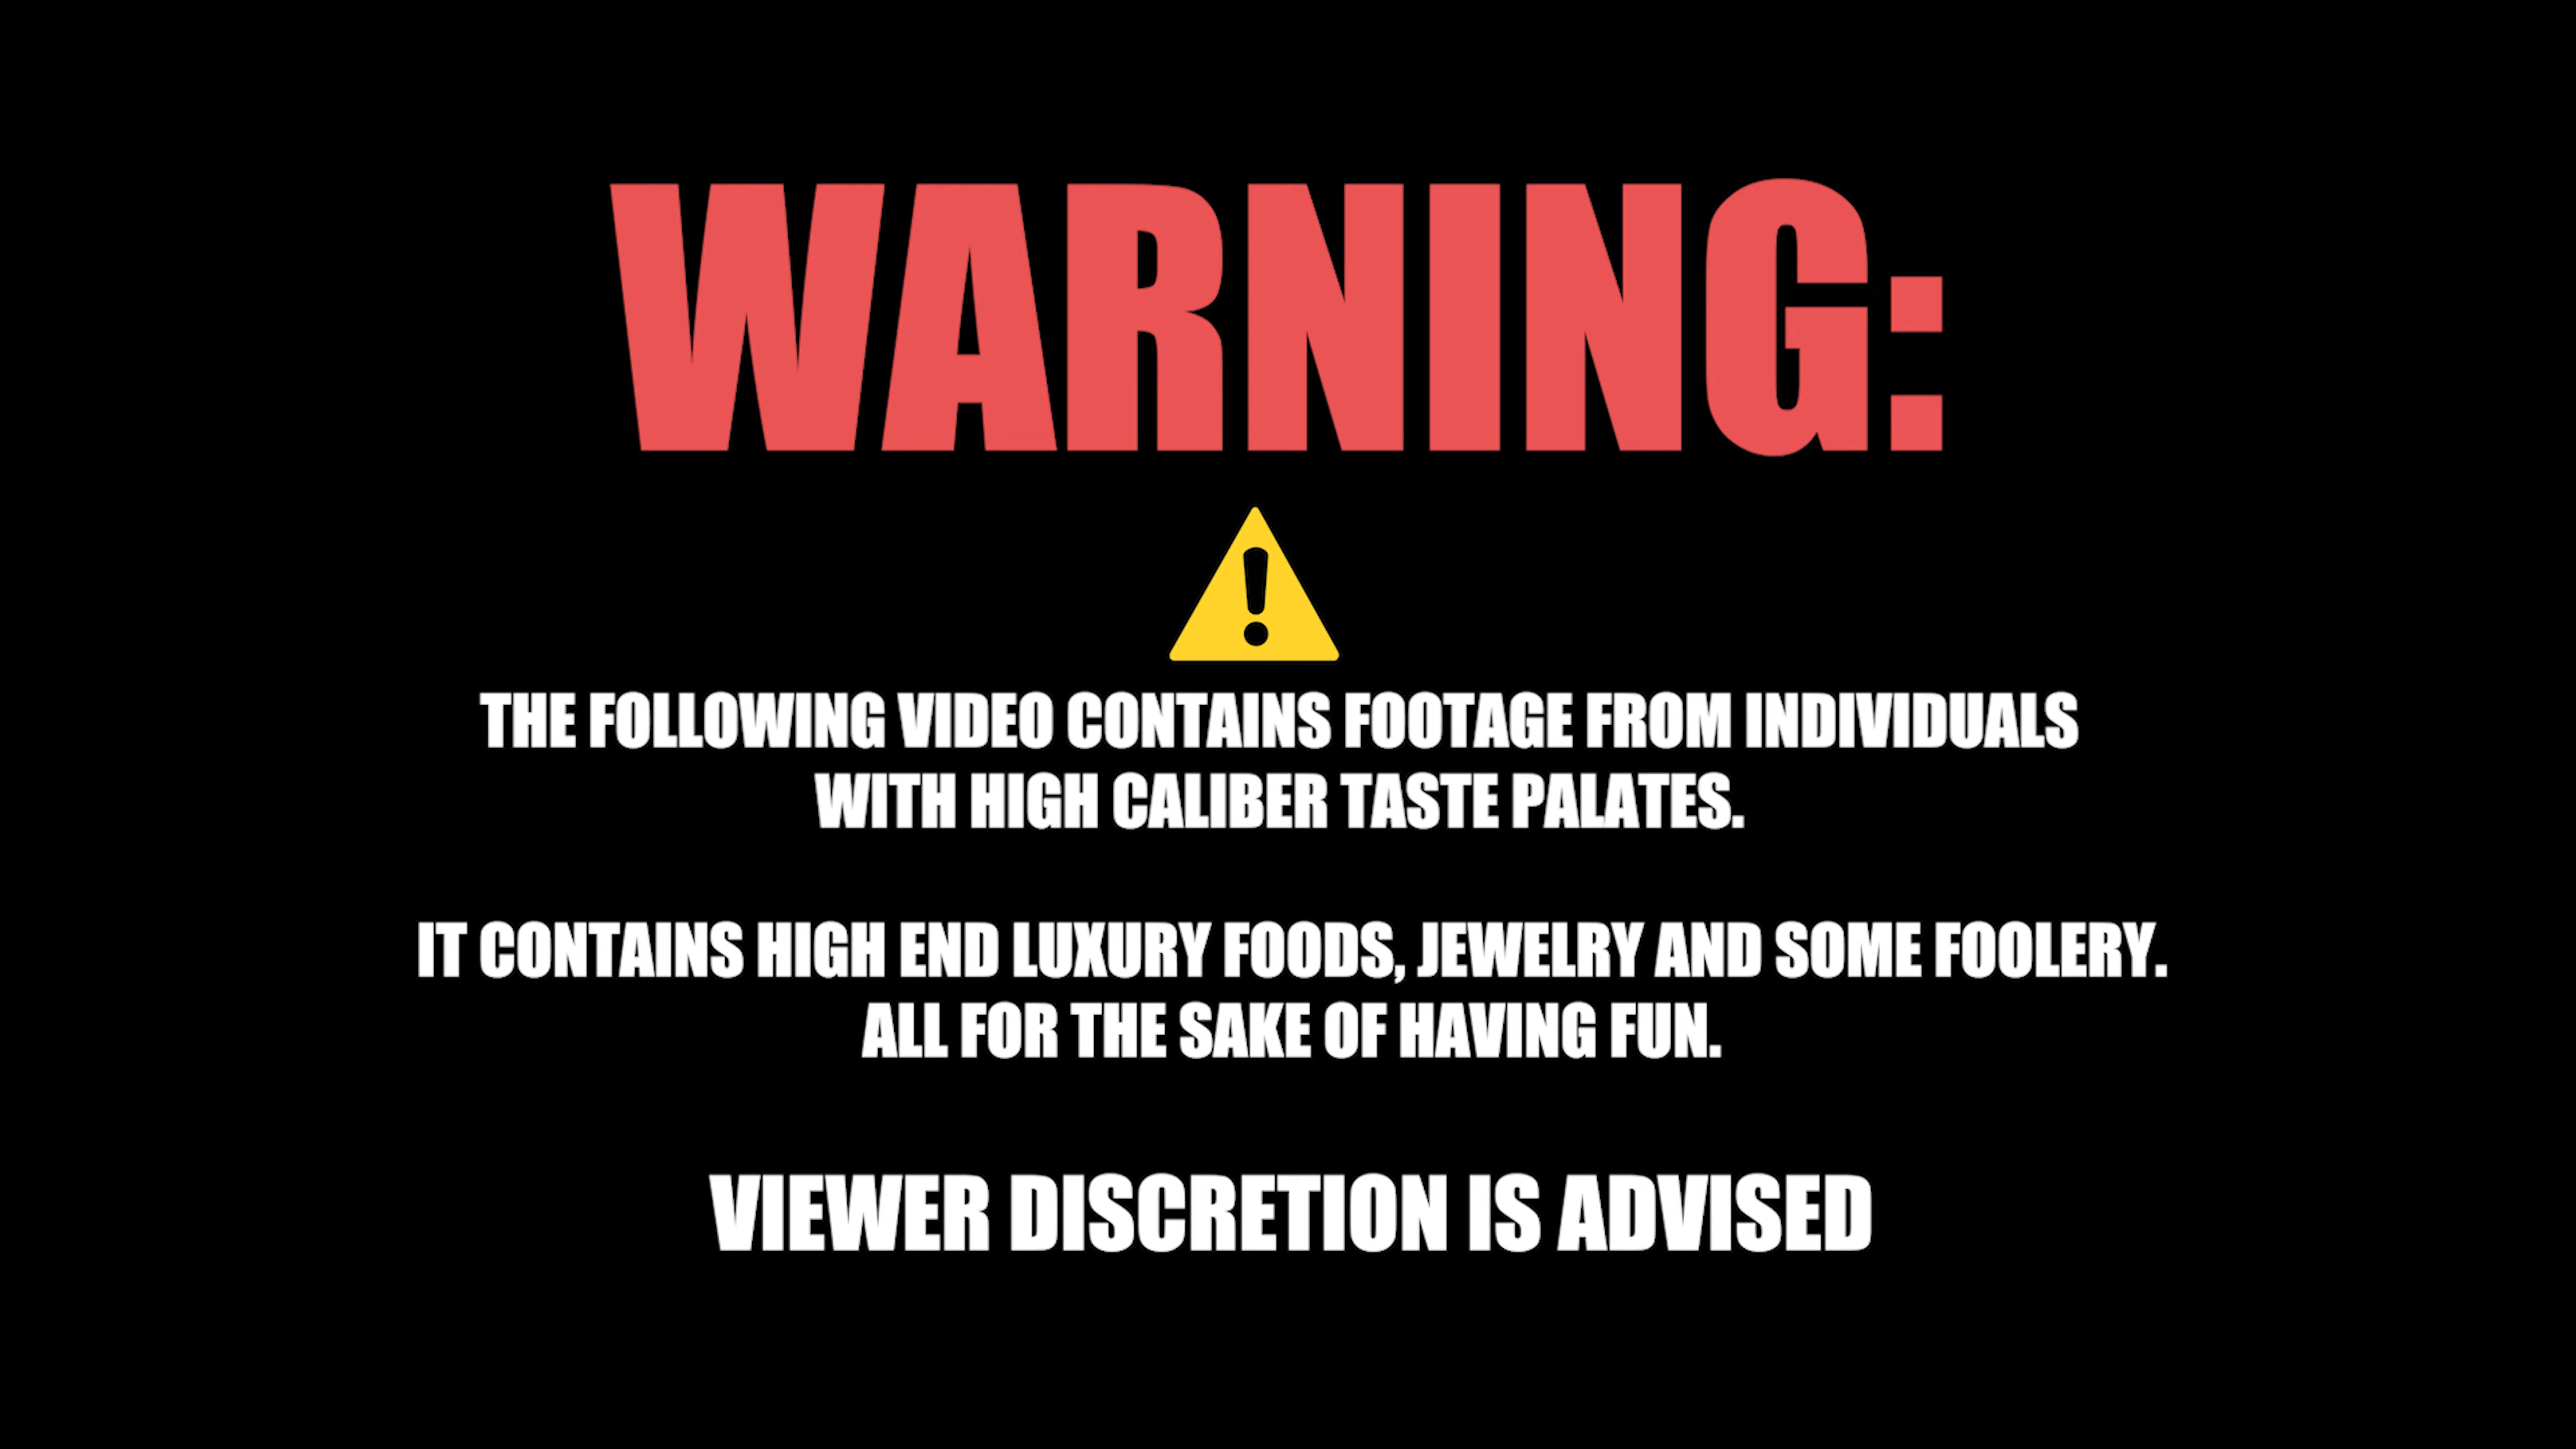 WARNING:
THE FOLLOWING VIDEO CONTAINS FOOTAGE FROM INDIVIDUALS
WITH HIGH CALIBER TASTE PALATES.
IT CONTAINS HIGH END LUXURY FOODS, JEWELRY AND SOME FOOLERY.
ALL FOR THE SAKE OF HAVING FUN.
VIEWER DISCRETION IS ADVISED